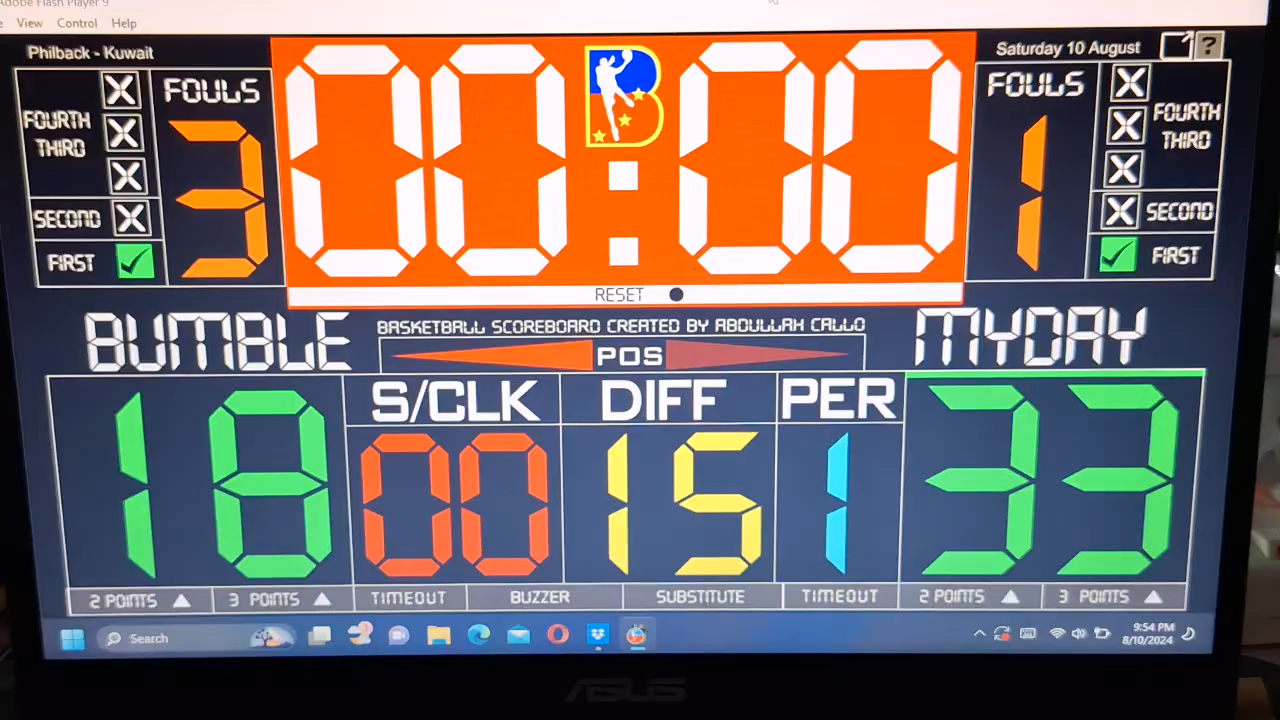 Adobe Flash Player 9
View Control Help
Philback - Kuwait
Saturday 10 August
?
FOURTH
THIRD
SECOND
FIRST
FOULS
3
00:00
B
RESET
FOULS
1
FOURTH
THIRD
SECOND
FIRST
BUMBLE
BASKETBALL SCOREBOARD CREATED BY ABDULLAH CALLO
POS
MYDAY
S/CLK DIFF PER
18 00 15 1 33
2 POINTS 3 POINTS TIMEOUT BUZZER SUBSTITUTE TIMEOUT 2 POINTS 3 POINTS
Search
9:54 PM
8/10/2024
ASUS